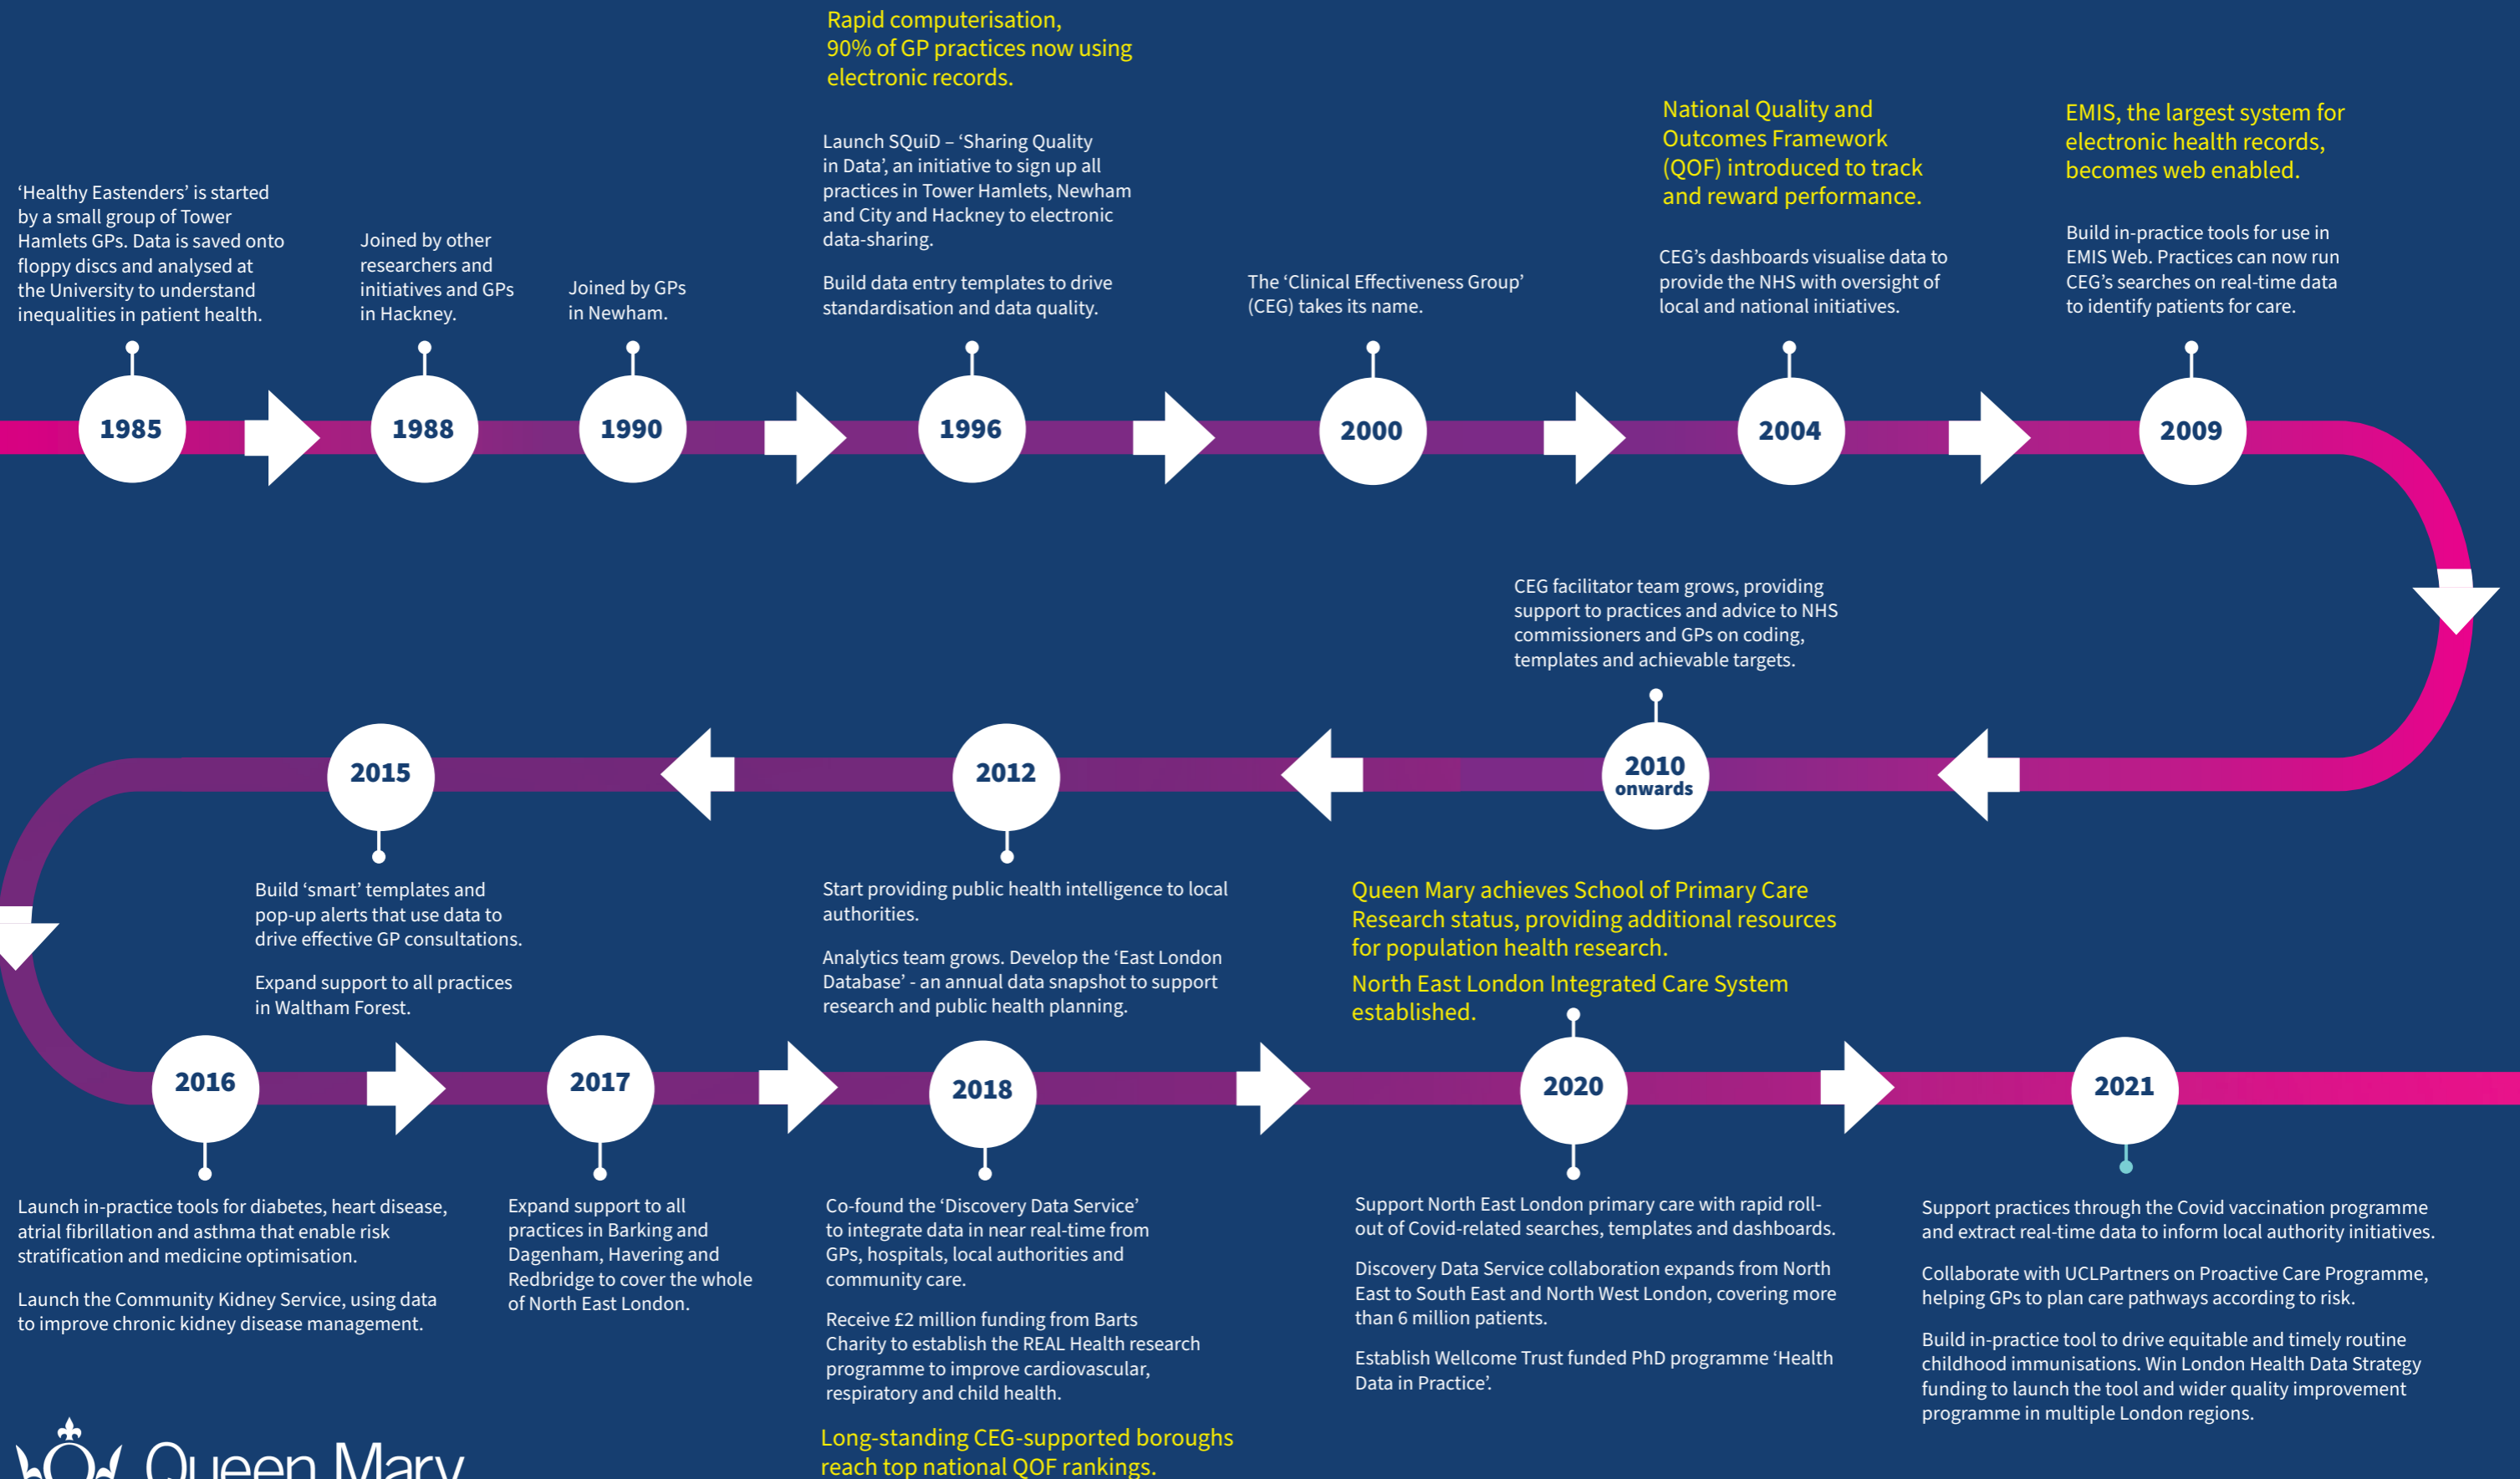 ‘Healthy Eastenders’ is started
by a small group of Tower
Hamlets GPs. Data is saved onto
floppy discs and analysed at
the University to understand
inequalities in patient health.
1985
Joined by other
researchers and
initiatives and GPs
in Hackney.
1988
Joined by GPs
in Newham.
1990
Rapid computerisation,
90% of GP practices now using
electronic records.
Launch SQuiD – ‘Sharing Quality
in Data’, an initiative to sign up all
practices in Tower Hamlets, Newham
and City and Hackney to electronic
data-sharing.
Build data entry templates to drive
standardisation and data quality.
1996
The ‘Clinical Effectiveness Group’
(CEG) takes its name.
2000
National Quality and
Outcomes Framework
(QOF) introduced to track
and reward performance.
CEG’s dashboards visualise data to
provide the NHS with oversight of
local and national initiatives.
2004
EMIS, the largest system for
electronic health records,
becomes web enabled.
Build in-practice tools for use in
EMIS Web. Practices can now run
CEG’s searches on real-time data
to identify patients for care.
2009
CEG facilitator team grows, providing
support to practices and advice to NHS
commissioners and GPs on coding,
templates and achievable targets.
2010
onwards
2012
Start providing public health intelligence to local
authorities.
Analytics team grows. Develop the ‘East London
Database’ - an annual data snapshot to support
research and public health planning.
2015
Build ‘smart’ templates and
pop-up alerts that use data to
drive effective GP consultations.
Expand support to all practices
in Waltham Forest.
2016
Launch in-practice tools for diabetes, heart disease,
atrial fibrillation and asthma that enable risk
stratification and medicine optimisation.
Launch the Community Kidney Service, using data
to improve chronic kidney disease management.
2017
Expand support to all
practices in Barking and
Dagenham, Havering and
Redbridge to cover the whole
of North East London.
2018
Co-found the ‘Discovery Data Service’
to integrate data in near real-time from
GPs, hospitals, local authorities and
community care.
Receive £2 million funding from Barts
Charity to establish the REAL Health research
programme to improve cardiovascular,
respiratory and child health.
Long-standing CEG-supported boroughs
reach top national QOF rankings.
Queen Mary achieves School of Primary Care
Research status, providing additional resources
for population health research.
North East London Integrated Care System
established.
2020
Support North East London primary care with rapid roll-
out of Covid-related searches, templates and dashboards.
Discovery Data Service collaboration expands from North
East to South East and North West London, covering more
than 6 million patients.
Establish Wellcome Trust funded PhD programme ‘Health
Data in Practice’.
2021
Support practices through the Covid vaccination programme
and extract real-time data to inform local authority initiatives.
Collaborate with UCLPartners on Proactive Care Programme,
helping GPs to plan care pathways according to risk.
Build in-practice tool to drive equitable and timely routine
childhood immunisations. Win London Health Data Strategy
funding to launch the tool and wider quality improvement
programme in multiple London regions.
Queen Mary